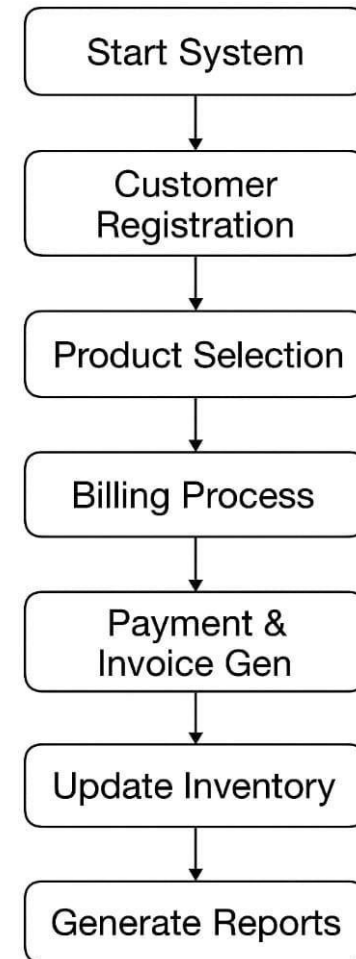 Start System
Customer
Registration
Product Selection
Billing Process
Payment &
Invoice Gen
Update Inventory
Generate Reports